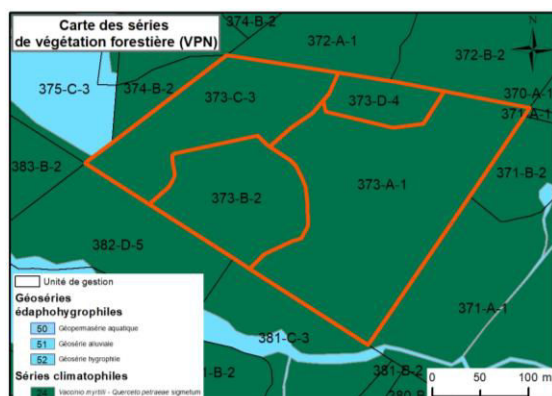 Carte des séries
de végétation forestière (VPN)
374-B-2
372-A-1
372-B-2
N
375-C-3
374-B-2
373-C-3
373-D-4
370-A-1
371-A-1
383-B-2
373-A-1
371-B-2
373-B-2
382-D-5
371-A-1
381-C-3
381-B-2
Unité de gestion
Géoséries
édaphohygrophiles
50 Géopermasérie aquatique
51 Géosérie alluviale
52 Géosérie hygrophile
Séries climatophiles
24 Vaccinio myrtilli - Querceto petraeae sigmetum
0 50 100 m